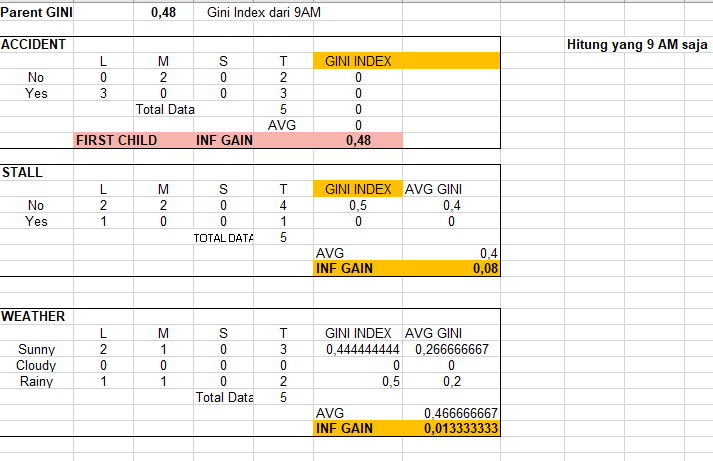 Parent GINI 0,48 Gini Index dari 9AM
ACCIDENT Hitung yang 9 AM saja
L M S T GINI INDEX
No 0 2 0 2 0
Yes 3 0 0 3 0
Total Data 5 0
AVG 0
FIRST CHILD INF GAIN 0,48
STALL
L M S T GINI INDEX AVG GINI
No 2 2 0 4 0,5 0,4
Yes 1 0 0 1 0 0
TOTAL DATA 5
AVG 0,4
INF GAIN 0,08
WEATHER
L M S T GINI INDEX AVG GINI
Sunny 2 1 0 3 0,444444444 0,266666667
Cloudy 0 0 0 0 0 0
Rainy 1 1 0 2 0,5 0,2
Total Data 5
AVG 0,466666667
INF GAIN 0,013333333